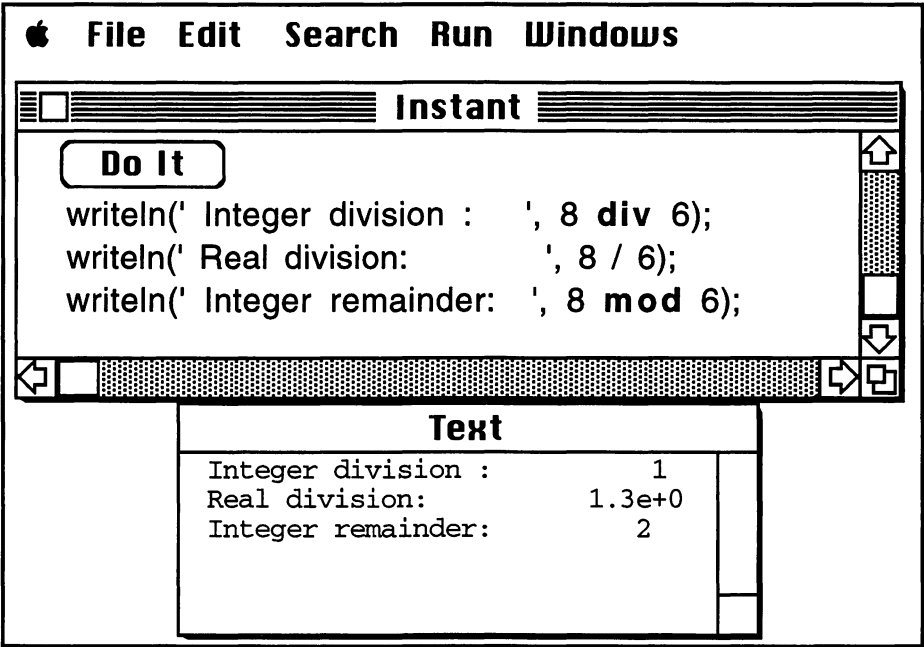 File Edit Search Run Windows
Instant
Do It
writeln(' Integer division :   ', 8 div 6);
writeln(' Real division:         ', 8 / 6);
writeln(' Integer remainder:  ', 8 mod 6);
Text
Integer division :          1
Real division:          1.3e+0
Integer remainder:         2